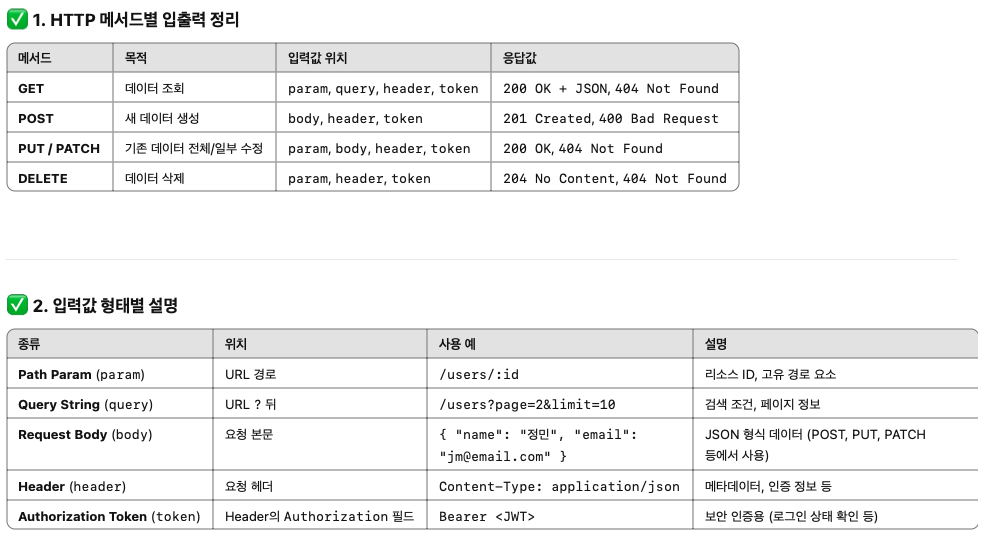 ✅ 1. HTTP 메서드별 입출력 정리
메서드 목적 입력값 위치 응답값
GET 데이터 조회 param, query, header, token 200 OK + JSON, 404 Not Found
POST 새 데이터 생성 body, header, token 201 Created, 400 Bad Request
PUT / PATCH 기존 데이터 전체/일부 수정 param, body, header, token 200 OK, 404 Not Found
DELETE 데이터 삭제 param, header, token 204 No Content, 404 Not Found
✅ 2. 입력값 형태별 설명
종류 위치 사용 예 설명
Path Param (param) URL 경로 /users/:id 리소스 ID, 고유 경로 요소
Query String (query) URL ? 뒤 /users?page=2&limit=10 검색 조건, 페이지 정보
Request Body (body) 요청 본문 { "name": "정민", "email": JSON 형식 데이터 (POST, PUT, PATCH
"jm@email.com" } 등에서 사용)
Header (header) 요청 헤더 Content-Type: application/json 메타데이터, 인증 정보 등
Authorization Token (token) Header의 Authorization 필드 Bearer <JWT> 보안 인증용 (로그인 상태 확인 등)